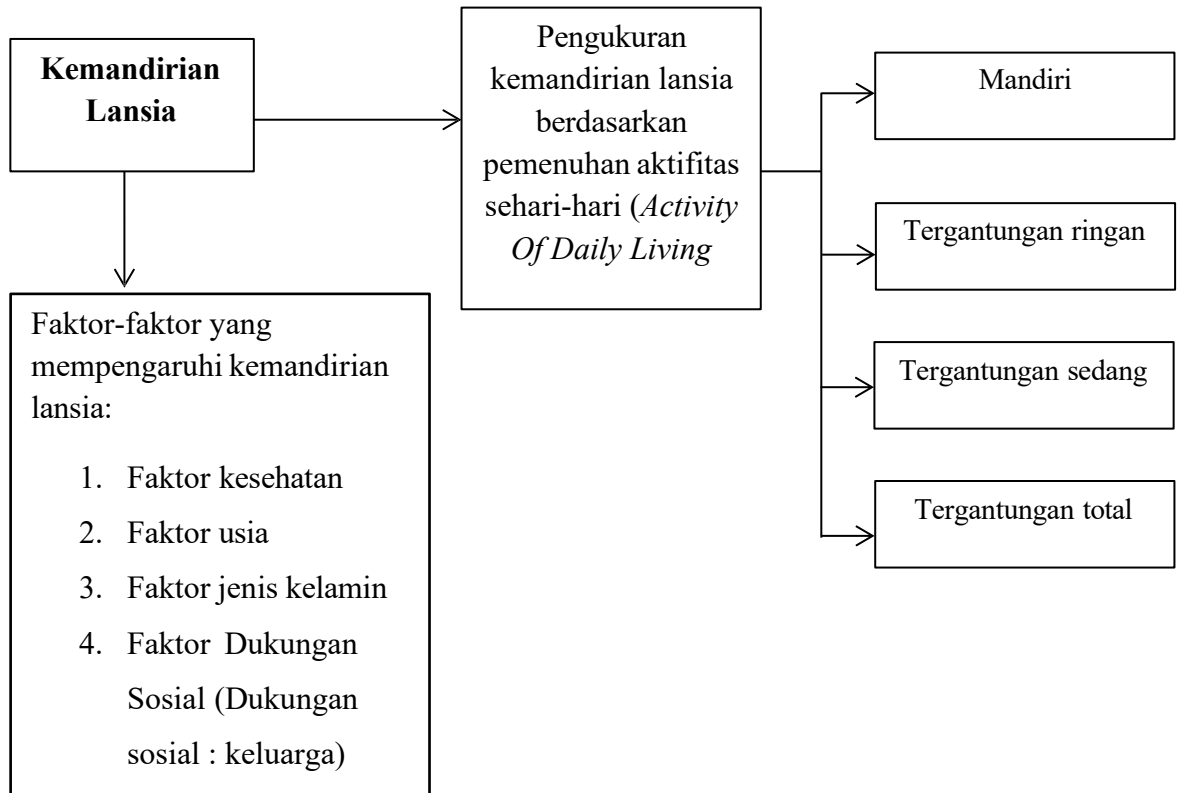 Kemandirian
Lansia
Pengukuran
kemandirian lansia
berdasarkan
pemenuhan aktifitas
sehari-hari (Activity
Of Daily Living
Mandiri
Tergantungan ringan
Tergantungan sedang
Tergantungan total
Faktor-faktor yang
mempengaruhi kemandirian
lansia:
1. Faktor kesehatan
2. Faktor usia
3. Faktor jenis kelamin
4. Faktor Dukungan
Sosial (Dukungan
sosial : keluarga)